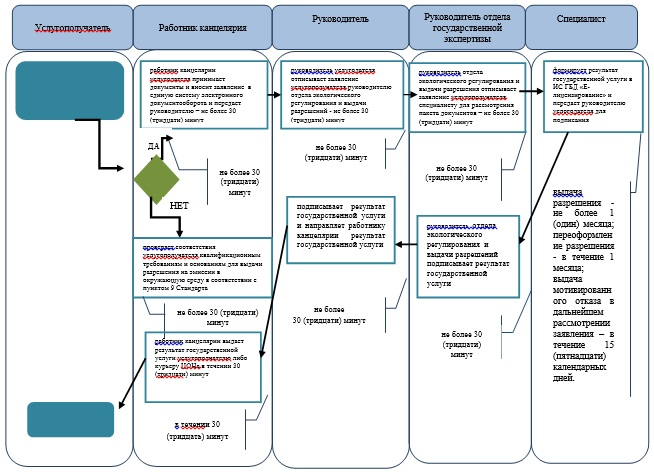 Услугополучатель
Работник канцелярия
Руководитель
Руководитель отдела
государственной
экспертизы
Специалист
работник канцелярии
услугодателя принимает
документы и вносит заявление в
единую систему электронного
документооборота и передает
руководителю – не более 30
(тридцати) минут
руководитель услугодателя
отписывает заявление
услугополучателя руководителю
отдела экологического
регулирования и выдачи
разрешений - не более 30
(тридцати) минут
руководитель отдела
экологического регулирования и
выдачи разрешения отписывает
заявление услугополучателя
специалисту для рассмотрения
пакета документов – не более 30
(тридцати) минут
формирует результат
государственной услуги в
ИС ГБД «Е-
лицензирование» и
передает руководителю
услугодателя для
подписания
ДА
НЕТ
не более 30
(тридцати)
минут
не более 30
(тридцати) минут
не более 30
(тридцати)
минут
выдача
разрешения -
не более 1
(один) месяца;
переоформлен
ие разрешения
- в течение 1
месяца;
выдача
мотивированн
ого отказа в
дальнейшем
рассмотрении
заявления – в
течение 15
(пятнадцати)
календарных
дней.
подписывает результат
государственной услуги
и направляет работнику
канцелярии результат
государственной услуги
руководитель отдела
экологического
регулирования и
выдачи разрешений
подписывает результат
государственной
услуги
проверяет соответствия
услугополучателя квалификационным
требованиям и основаниям для выдачи
разрешения на эмиссии в
окружающую среду в соответствии с
пунктом 9 Стандарта
не более 30 (тридцати)
минут
не более
30 (тридцати) минут
не более 30
(тридцати)
минут
работник канцелярии выдает
результат государственной
услуги услугополучателю либо
курьеру ЦОНа в течении 30
(тридцати) минут
в течении 30
(тридцать) минут